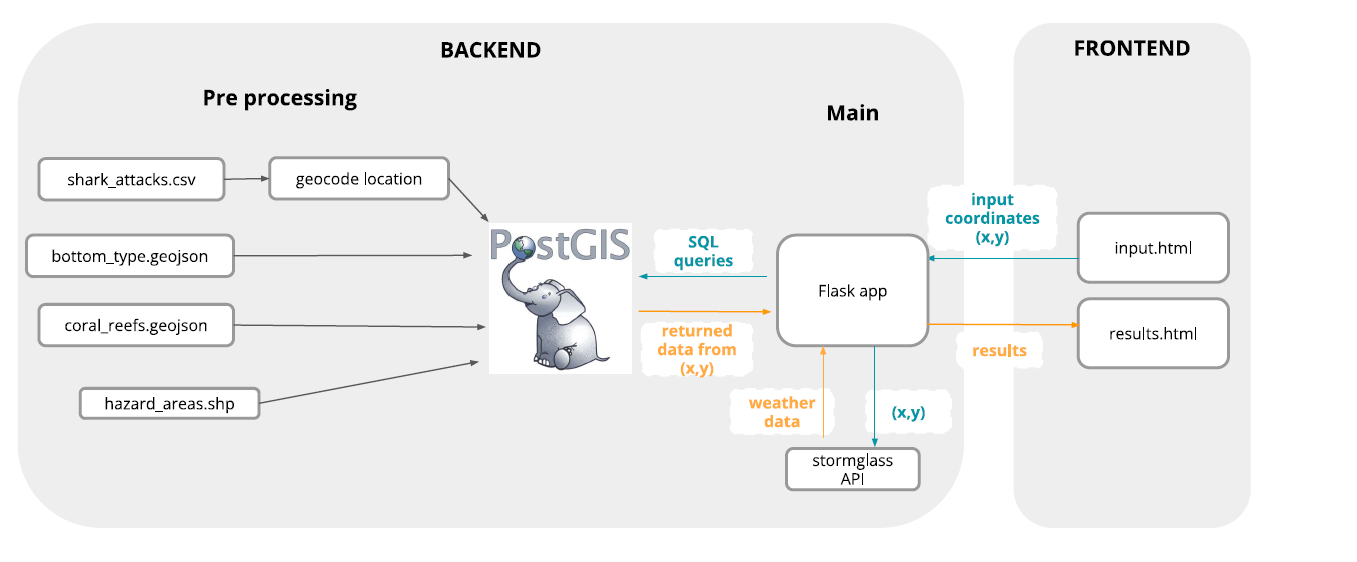 BACKEND
FRONTEND
Pre processing
Main
shark_attacks.csv
geocode location
bottom_type.geojson
coral_reefs.geojson
hazard_areas.shp
PostGIS
SQL
queries
returned
data from
(x,y)
Flask app
input
coordinates
(x,y)
input.html
results.html
results
weather
data
(x,y)
stormglass
API